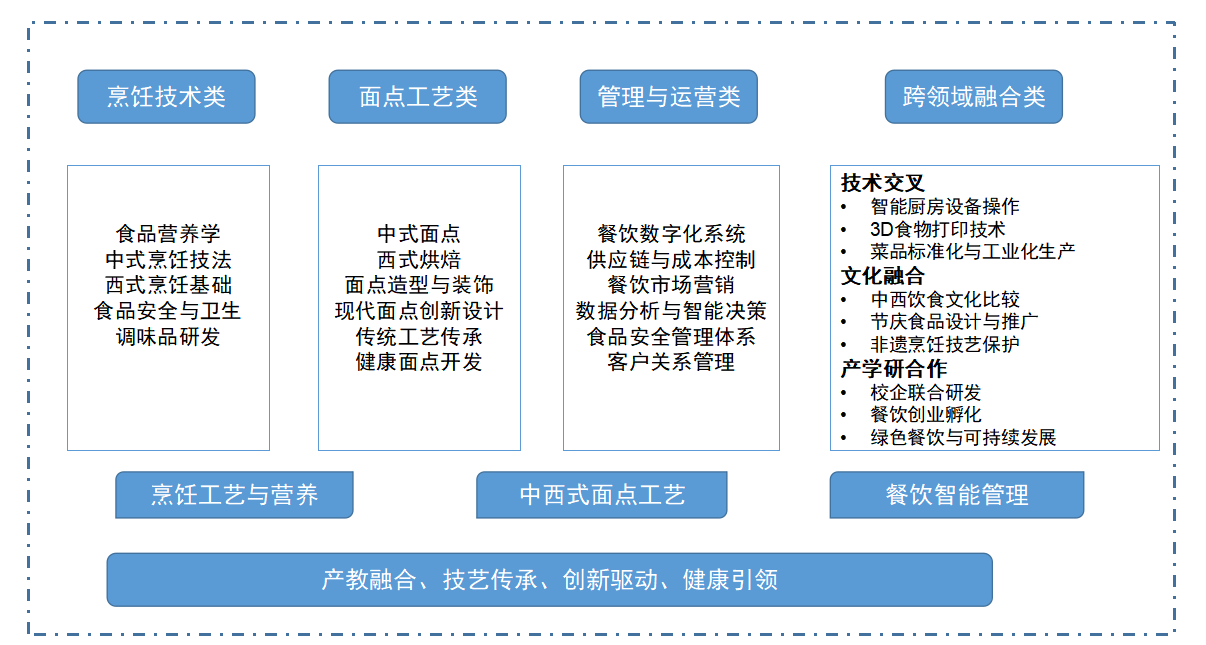 烹饪技术类
面点工艺类
管理与运营类
跨领域融合类
食品营养学
中式烹饪技法
西式烹饪基础
食品安全与卫生
调味品研发
中式面点
西式烘焙
面点造型与装饰
现代面点创新设计
传统工艺传承
健康面点开发
餐饮数字化系统
供应链与成本控制
餐饮市场营销
数据分析与智能决策
食品安全管理体系
客户关系管理
技术交叉
• 智能厨房设备操作
• 3D食物打印技术
• 菜品标准化与工业化生产
文化融合
• 中西饮食文化比较
• 节庆食品设计与推广
• 非遗烹饪技艺保护
产学研合作
• 校企联合研发
• 餐饮创业孵化
• 绿色餐饮与可持续发展
烹饪工艺与营养
中西式面点工艺
餐饮智能管理
产教融合、技艺传承、创新驱动、健康引领